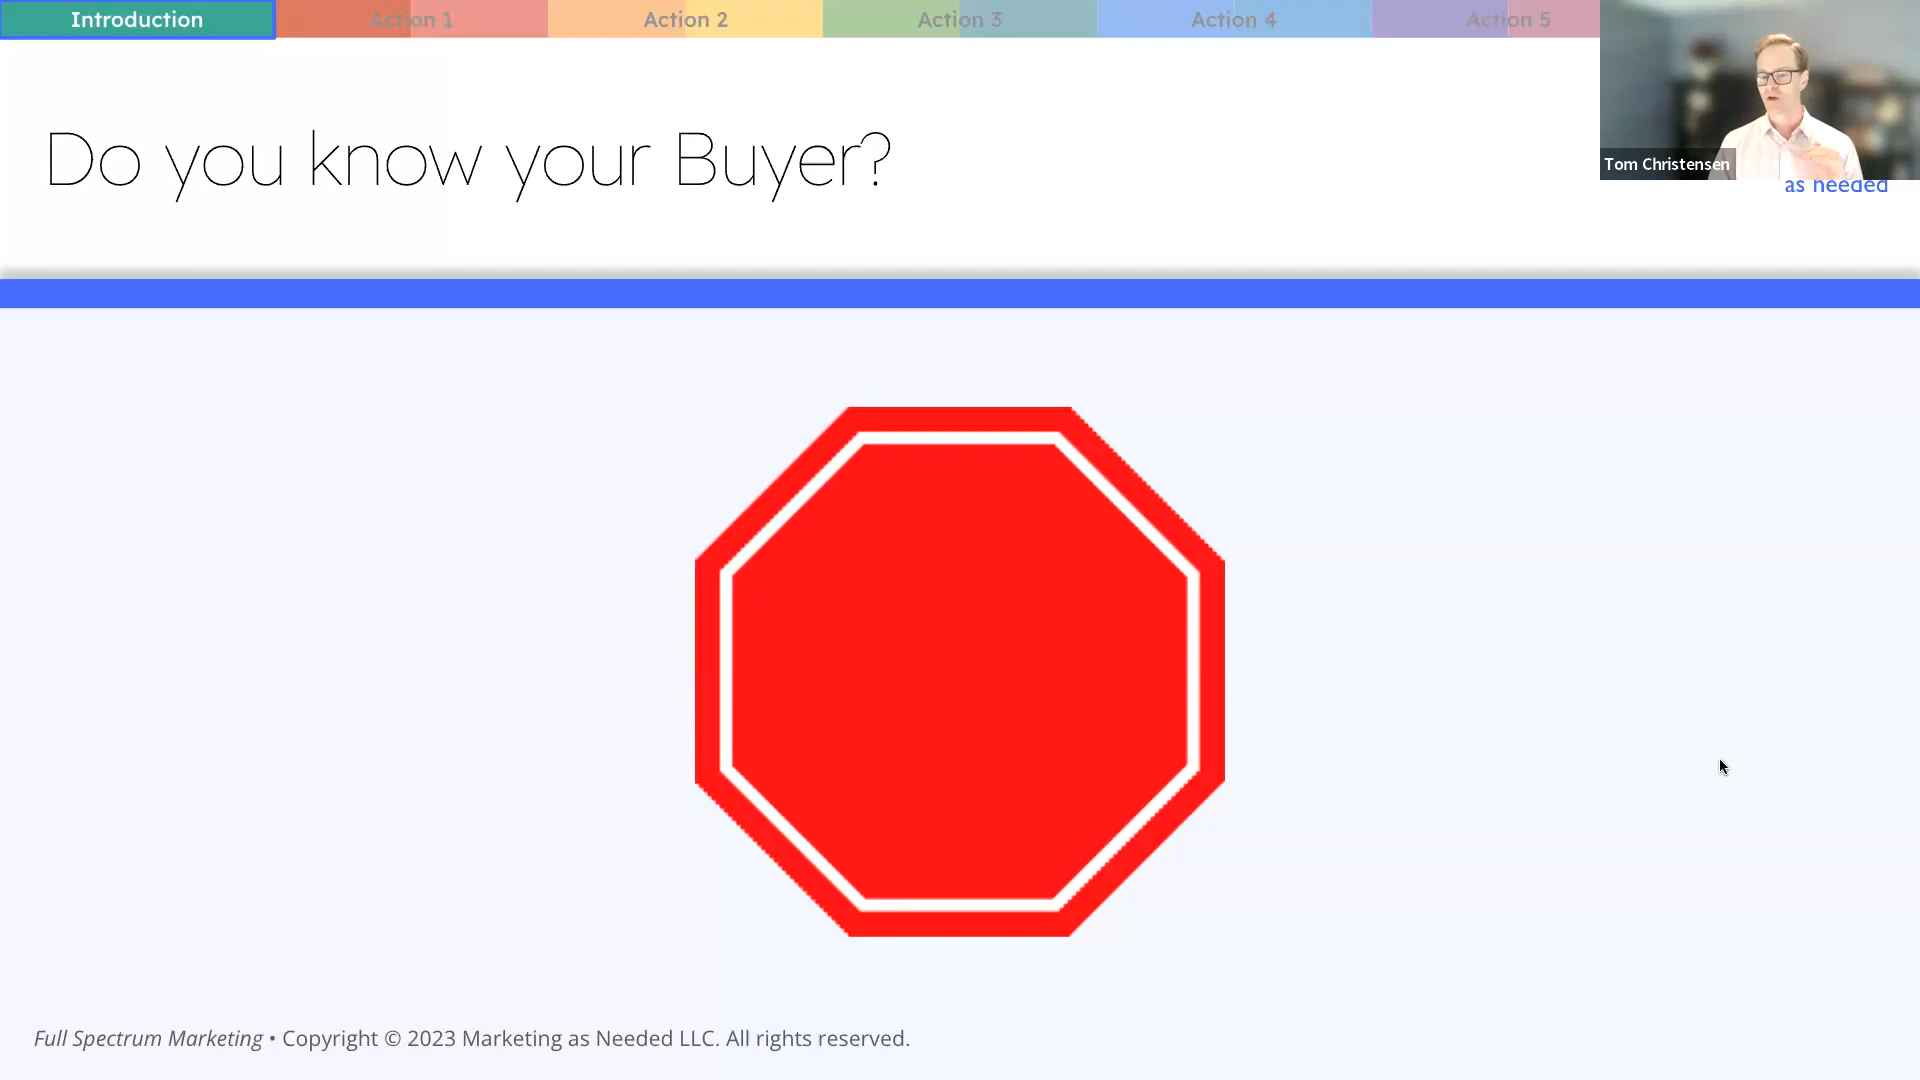 Introduction
Action 1
Action 2
Action 3
Action 4
Action 5
Do you know your Buyer?
Tom Christensen
as needed
Full Spectrum Marketing • Copyright © 2023 Marketing as Needed LLC. All rights reserved.